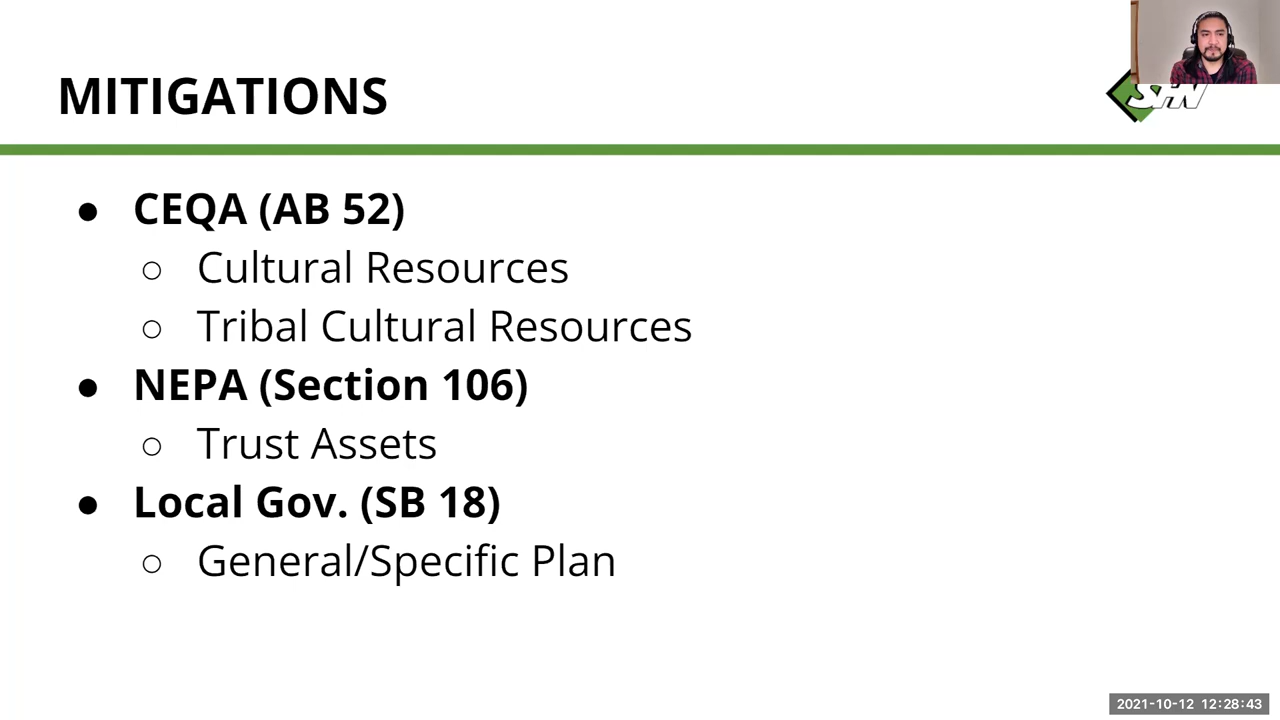 MITIGATIONS
● CEQA (AB 52)
○ Cultural Resources
○ Tribal Cultural Resources
● NEPA (Section 106)
○ Trust Assets
● Local Gov. (SB 18)
○ General/Specific Plan
2021-10-12 12:28:43